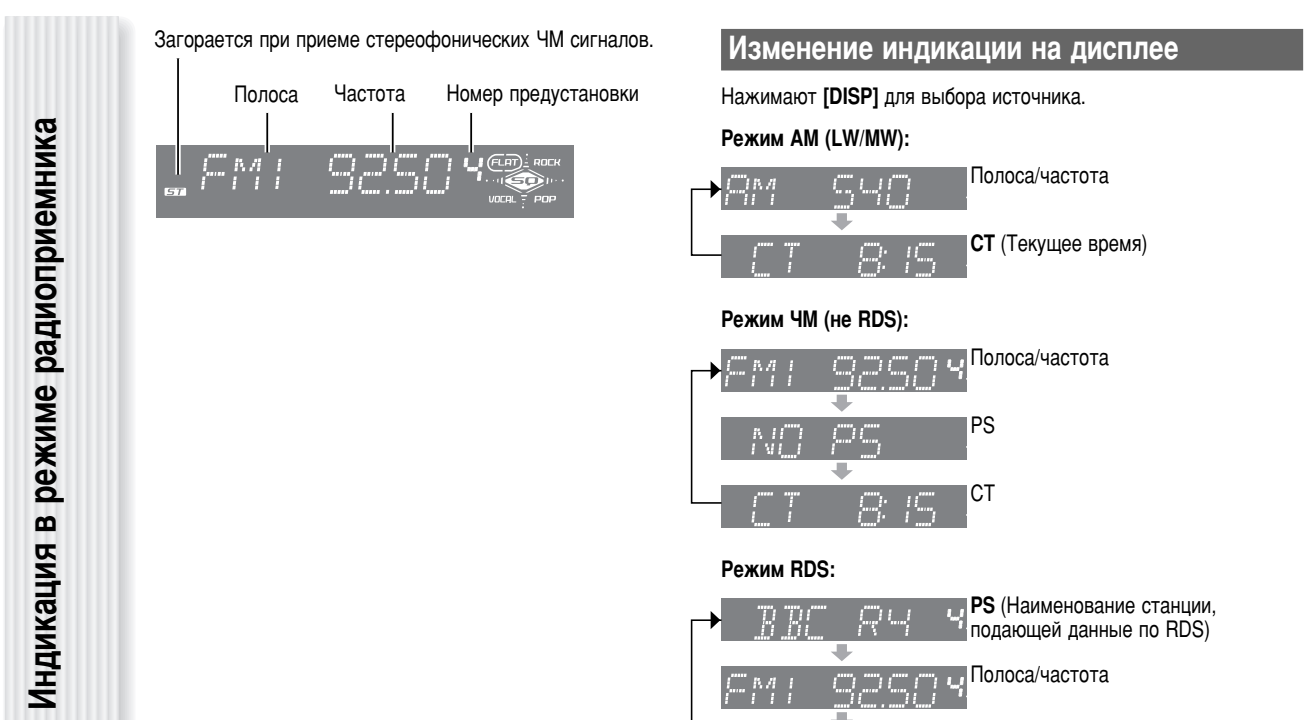 Индикация в режиме радиоприемника
Загорается при приеме стереофонических ЧМ сигналов.
Полоса Частота Номер предустановки
ST FM1 92.50 4 FLAT ROCK
SQ
VOCAL POP
Изменение индикации на дисплее
Нажимают [DISP] для выбора источника.
Режим AM (LW/MW):
AM 540 Полоса/частота
CT 8:15 CT (Текущее время)
Режим ЧМ (не RDS):
FM1 92.50 4 Полоса/частота
NO PS PS
CT 8:15 CT
Режим RDS:
BBC R4 4 PS (Наименование станции,
подающей данные по RDS)
FM1 92.50 4 Полоса/частота